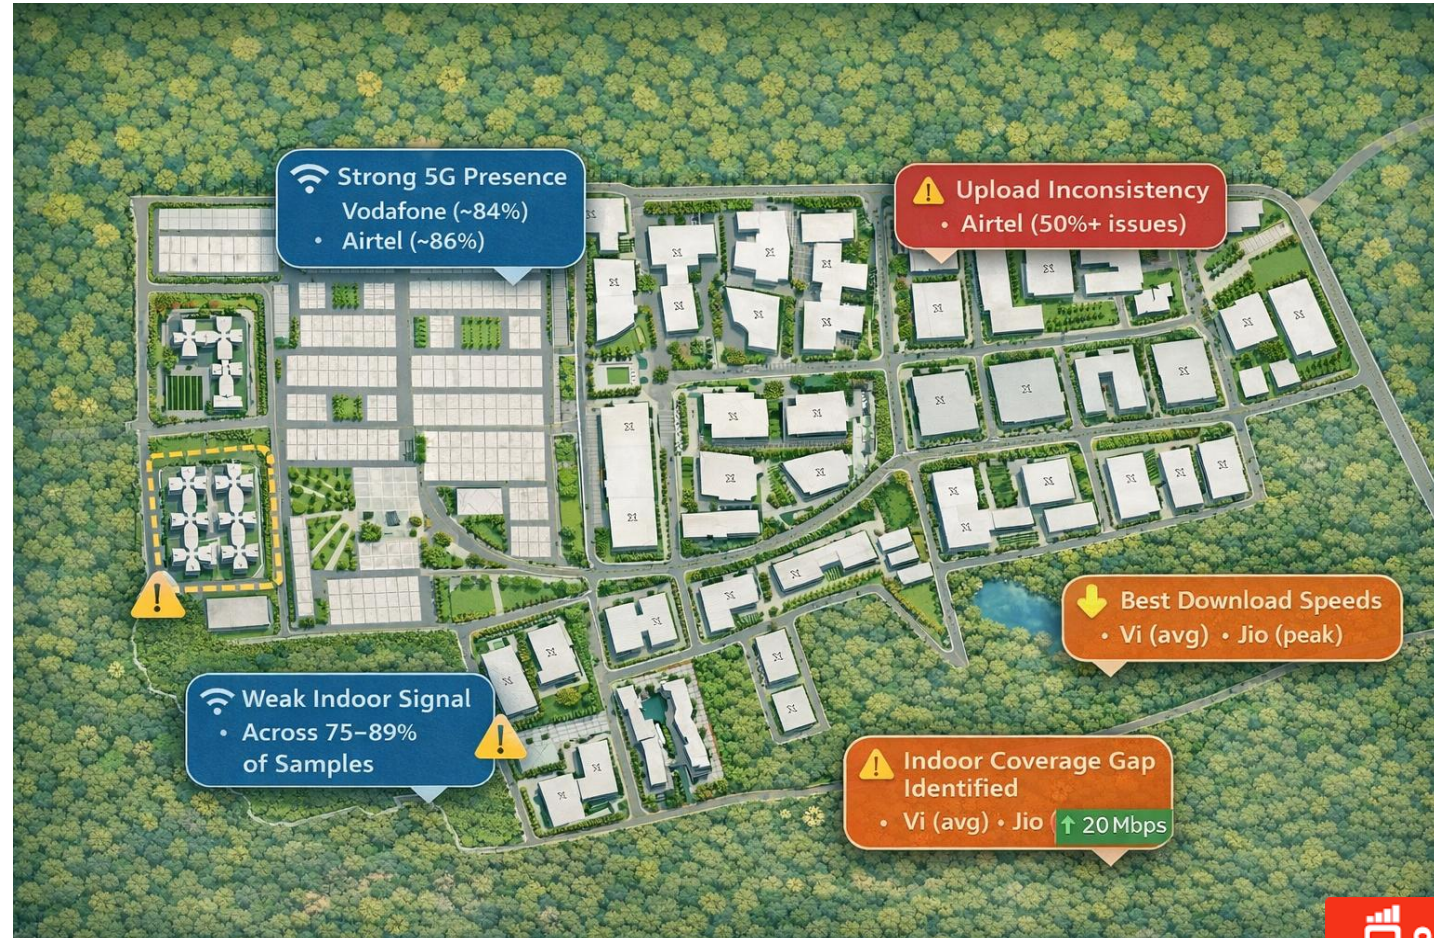 Strong 5G Presence
Vodafone (~84%)
• Airtel (~86%)
Upload Inconsistency
• Airtel (50%+ issues)
Best Download Speeds
• Vi (avg) • Jio (peak)
Weak Indoor Signal
• Across 75–89%
of Samples
Indoor Coverage Gap
Identified
• Vi (avg) • Jio (
↑ 20 Mbps